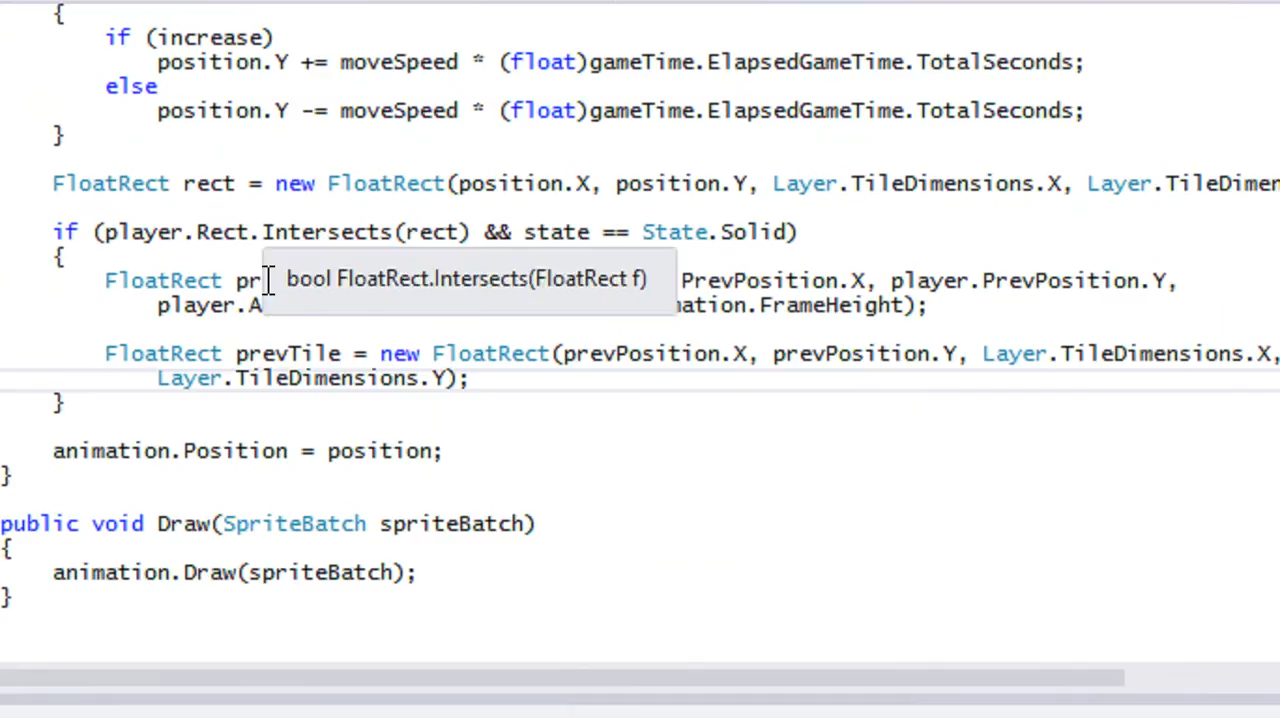 {
if (increase)
position.Y += moveSpeed * (float)gameTime.ElapsedGameTime.TotalSeconds;
else
position.Y -= moveSpeed * (float)gameTime.ElapsedGameTime.TotalSeconds;
}
FloatRect rect = new FloatRect(position.X, position.Y, Layer.TileDimensions.X, Layer.TileDimen
if (player.Rect.Intersects(rect) && state == State.Solid)
{
FloatRect pr bool FloatRect.Intersects(FloatRect f) PrevPosition.X, player.PrevPosition.Y,
player.A mation.FrameHeight);
FloatRect prevTile = new FloatRect(prevPosition.X, prevPosition.Y, Layer.TileDimensions.X,
Layer.TileDimensions.Y);
}
animation.Position = position;
}
public void Draw(SpriteBatch spriteBatch)
{
animation.Draw(spriteBatch);
}